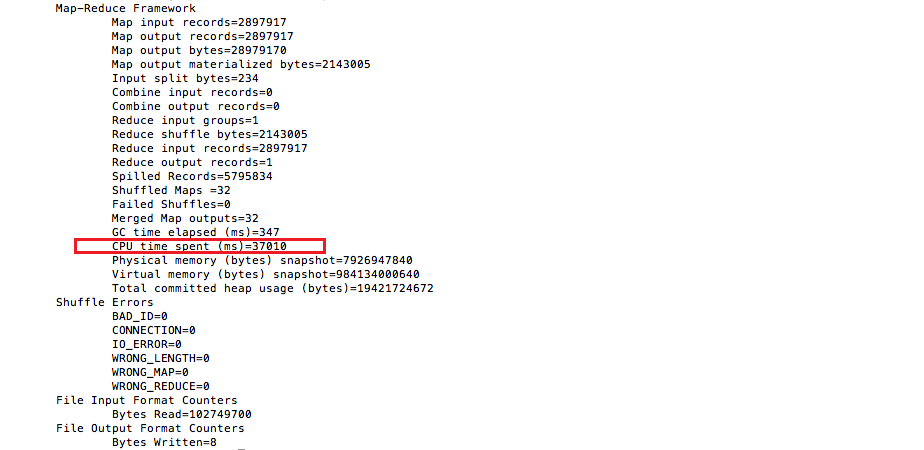 Map-Reduce Framework
Map input records=2897917
Map output records=2897917
Map output bytes=28979170
Map output materialized bytes=2143005
Input split bytes=234
Combine input records=0
Combine output records=0
Reduce input groups=1
Reduce shuffle bytes=2143005
Reduce input records=2897917
Reduce output records=1
Spilled Records=5795834
Shuffled Maps =32
Failed Shuffles=0
Merged Map outputs=32
GC time elapsed (ms)=347
CPU time spent (ms)=37010
Physical memory (bytes) snapshot=7926947840
Virtual memory (bytes) snapshot=984134000640
Total committed heap usage (bytes)=19421724672
Shuffle Errors
BAD_ID=0
CONNECTION=0
IO_ERROR=0
WRONG_LENGTH=0
WRONG_MAP=0
WRONG_REDUCE=0
File Input Format Counters
Bytes Read=102749700
File Output Format Counters
Bytes Written=8